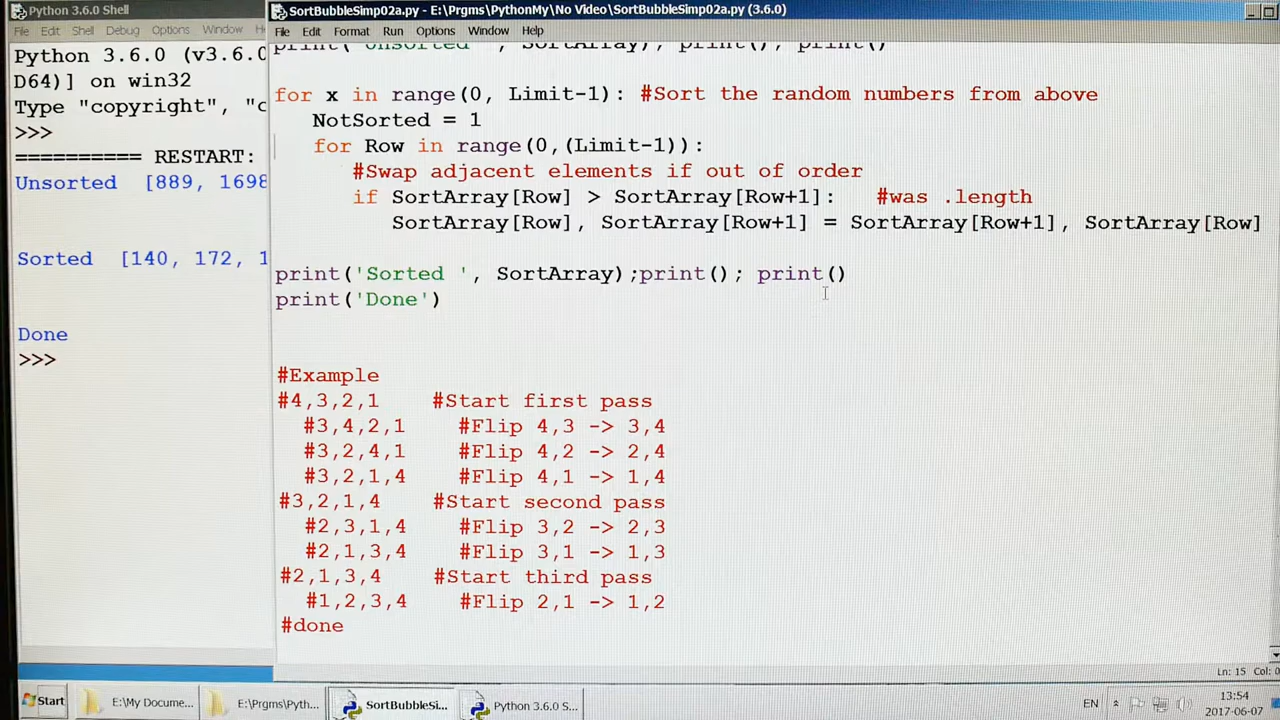 Python 3.6.0 Shell
File Edit Shell Debug Options Window
Python 3.6.0 (v3.6.0
D64)] on win32
Type "copyright", "c
>>>
========== RESTART:
Unsorted [889, 1698
Sorted [140, 172, 1
Done
>>>
SortBubbleSimp02a.py - E:\Prgms\PythonMy\No Video\SortBubbleSimp02a.py (3.6.0)
File Edit Format Run Options Window Help
print('Unsorted ', SortArray); print(); print()
for x in range(0, Limit-1): #Sort the random numbers from above
NotSorted = 1
for Row in range(0,(Limit-1)):
#Swap adjacent elements if out of order
if SortArray[Row] > SortArray[Row+1]: #was .length
SortArray[Row], SortArray[Row+1] = SortArray[Row+1], SortArray[Row]
print('Sorted ', SortArray);print(); print()
print('Done')
#Example
#4,3,2,1 #Start first pass
#3,4,2,1 #Flip 4,3 -> 3,4
#3,2,4,1 #Flip 4,2 -> 2,4
#3,2,1,4 #Flip 4,1 -> 1,4
#3,2,1,4 #Start second pass
#2,3,1,4 #Flip 3,2 -> 2,3
#2,1,3,4 #Flip 3,1 -> 1,3
#2,1,3,4 #Start third pass
#1,2,3,4 #Flip 2,1 -> 1,2
#done
Ln: 15 Col: 0
Start
E:\My Docume...
E:\Prgms\Pyth...
SortBubbleSi...
Python 3.6.0 S...
EN
13:54
2017-06-07